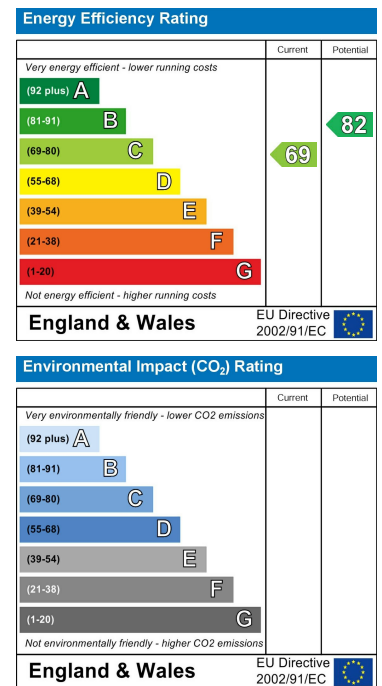 Energy Efficiency Rating
Current Potential
Very energy efficient - lower running costs
(92 plus) A
(81-91) B
(69-80) C
(55-68) D
(39-54) E
(21-38) F
(1-20) G
69
82
Not energy efficient - higher running costs
England & Wales
EU Directive
2002/91/EC
Environmental Impact (CO₂) Rating
Current Potential
Very environmentally friendly - lower CO2 emissions
(92 plus) A
(81-91) B
(69-80) C
(55-68) D
(39-54) E
(21-38) F
(1-20) G
Not environmentally friendly - higher CO2 emissions
England & Wales
EU Directive
2002/91/EC